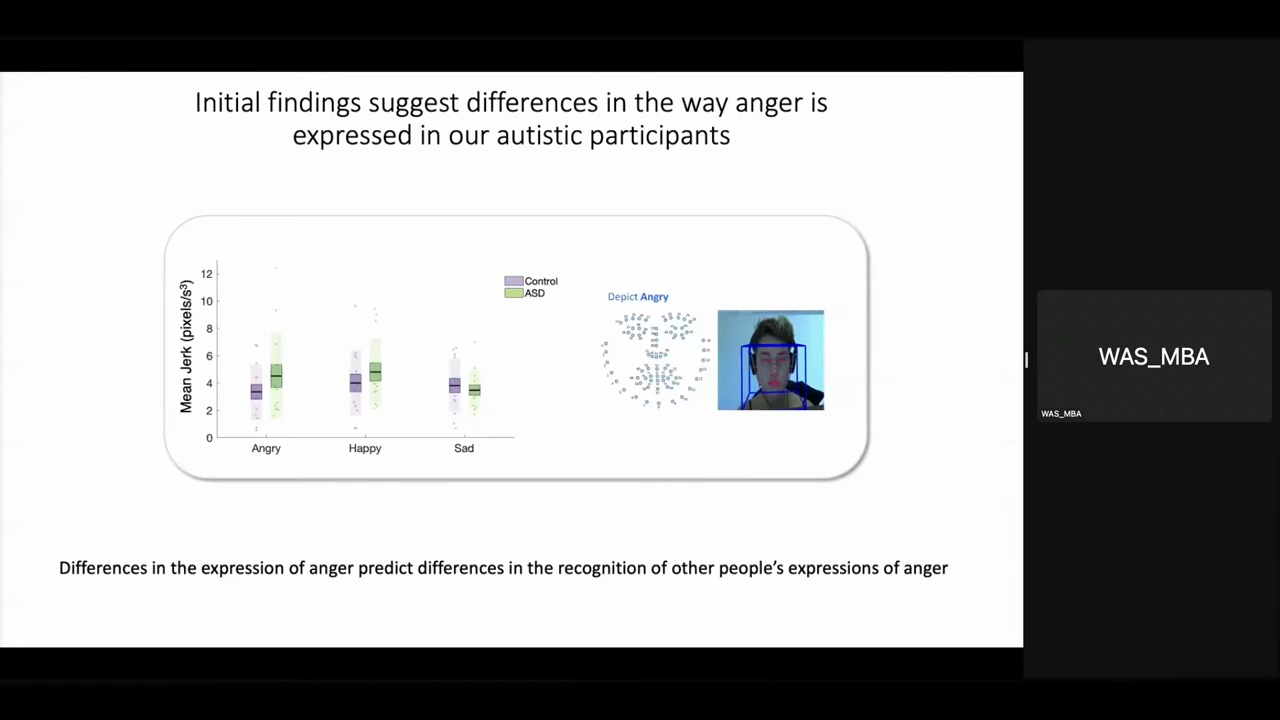 Initial findings suggest differences in the way anger is
expressed in our autistic participants
Mean Jerk (pixels/s³)
12
10
8
6
4
2
0
Angry
Happy
Sad
Control
ASD
Depict Angry
Differences in the expression of anger predict differences in the recognition of other people's expressions of anger
WAS_MBA
WAS_MBA